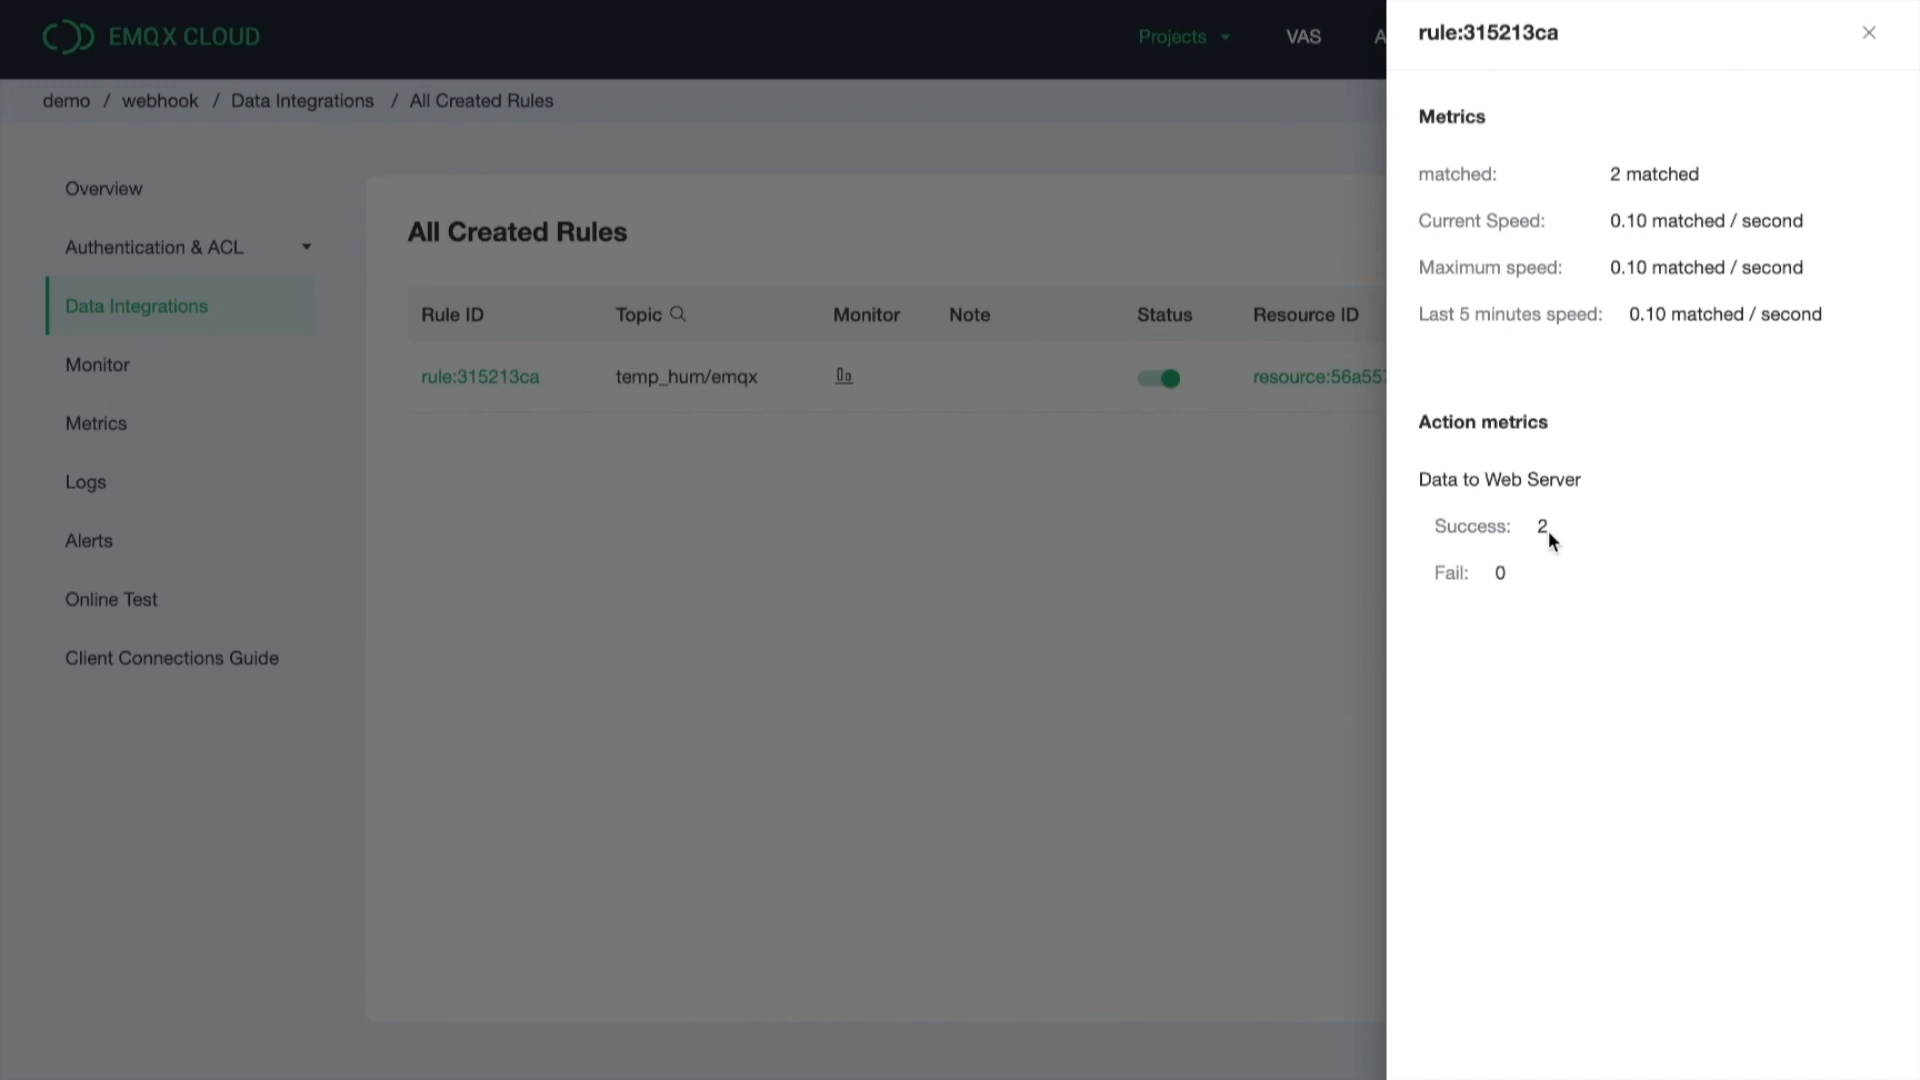 EMQX CLOUD
Projects VAS A
demo / webhook / Data Integrations / All Created Rules
Overview
Authentication & ACL
Data Integrations
Monitor
Metrics
Logs
Alerts
Online Test
Client Connections Guide
All Created Rules
Rule ID Topic Monitor Note Status Resource ID
rule:315213ca temp_hum/emqx resource:56a557
rule:315213ca
Metrics
matched: 2 matched
Current Speed: 0.10 matched / second
Maximum speed: 0.10 matched / second
Last 5 minutes speed: 0.10 matched / second
Action metrics
Data to Web Server
Success: 2
Fail: 0